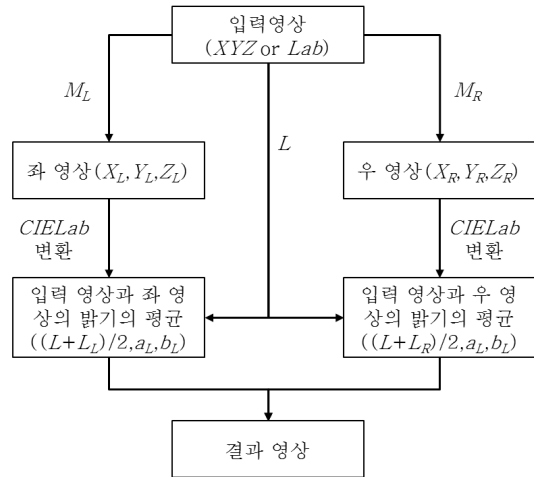 입력영상
(XYZ or Lab)
M_L
M_R
L
좌 영상(X_L,Y_L,Z_L)
우 영상(X_R,Y_R,Z_R)
CIELab
변환
CIELab
변환
입력 영상과 좌 영
상의 밝기의 평균
((L+L_L)/2,a_L,b_L)
입력 영상과 우 영
상의 밝기의 평균
((L+L_R)/2,a_L,b_L)
결과 영상